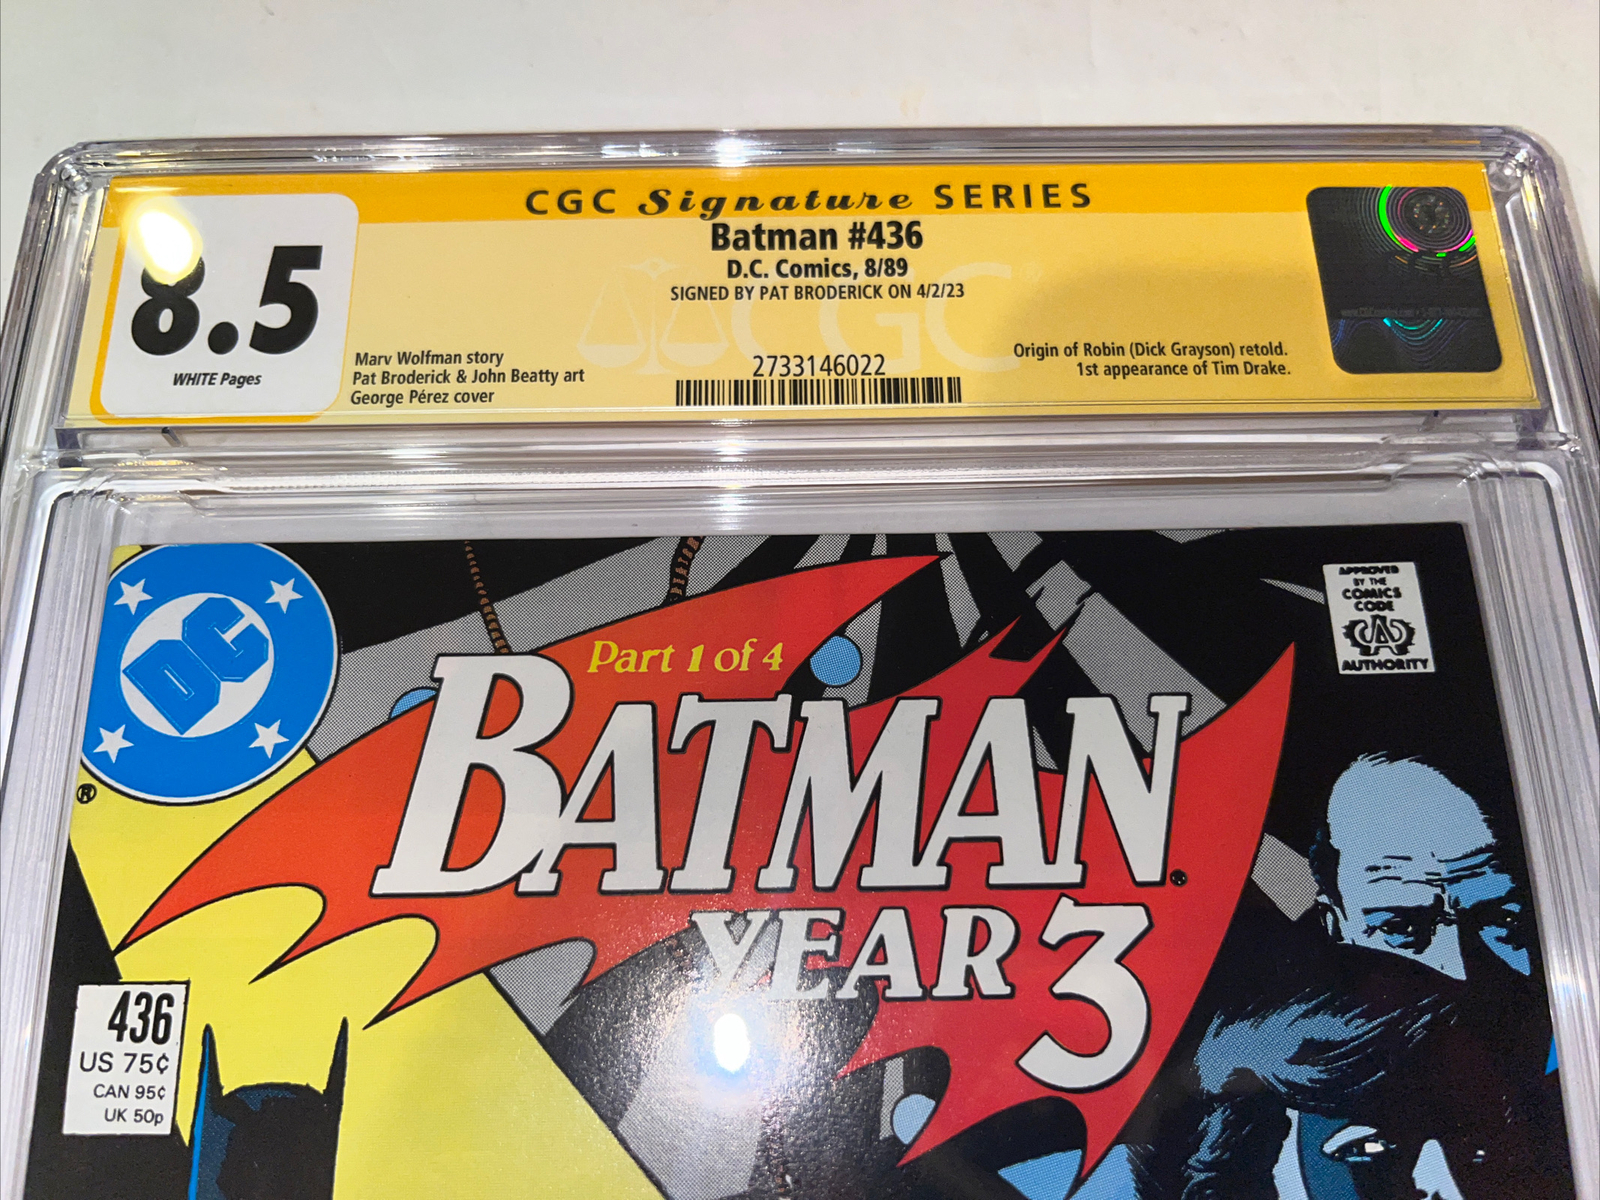 CGC Signature SERIES
Batman #436
D.C. Comics, 8/89
SIGNED BY PAT BRODERICK ON 4/2/23
8.5
WHITE Pages
Marv Wolfman story
Pat Broderick & John Beatty art
George Pérez cover
2733146022
Origin of Robin (Dick Grayson) retold.
1st appearance of Tim Drake.
CGC
DC
®
Part 1 of 4
BATMAN
YEAR 3
APPROVED
BY THE
COMICS
CODE
CA
AUTHORITY
436
US 75¢
CAN 95¢
UK 50p